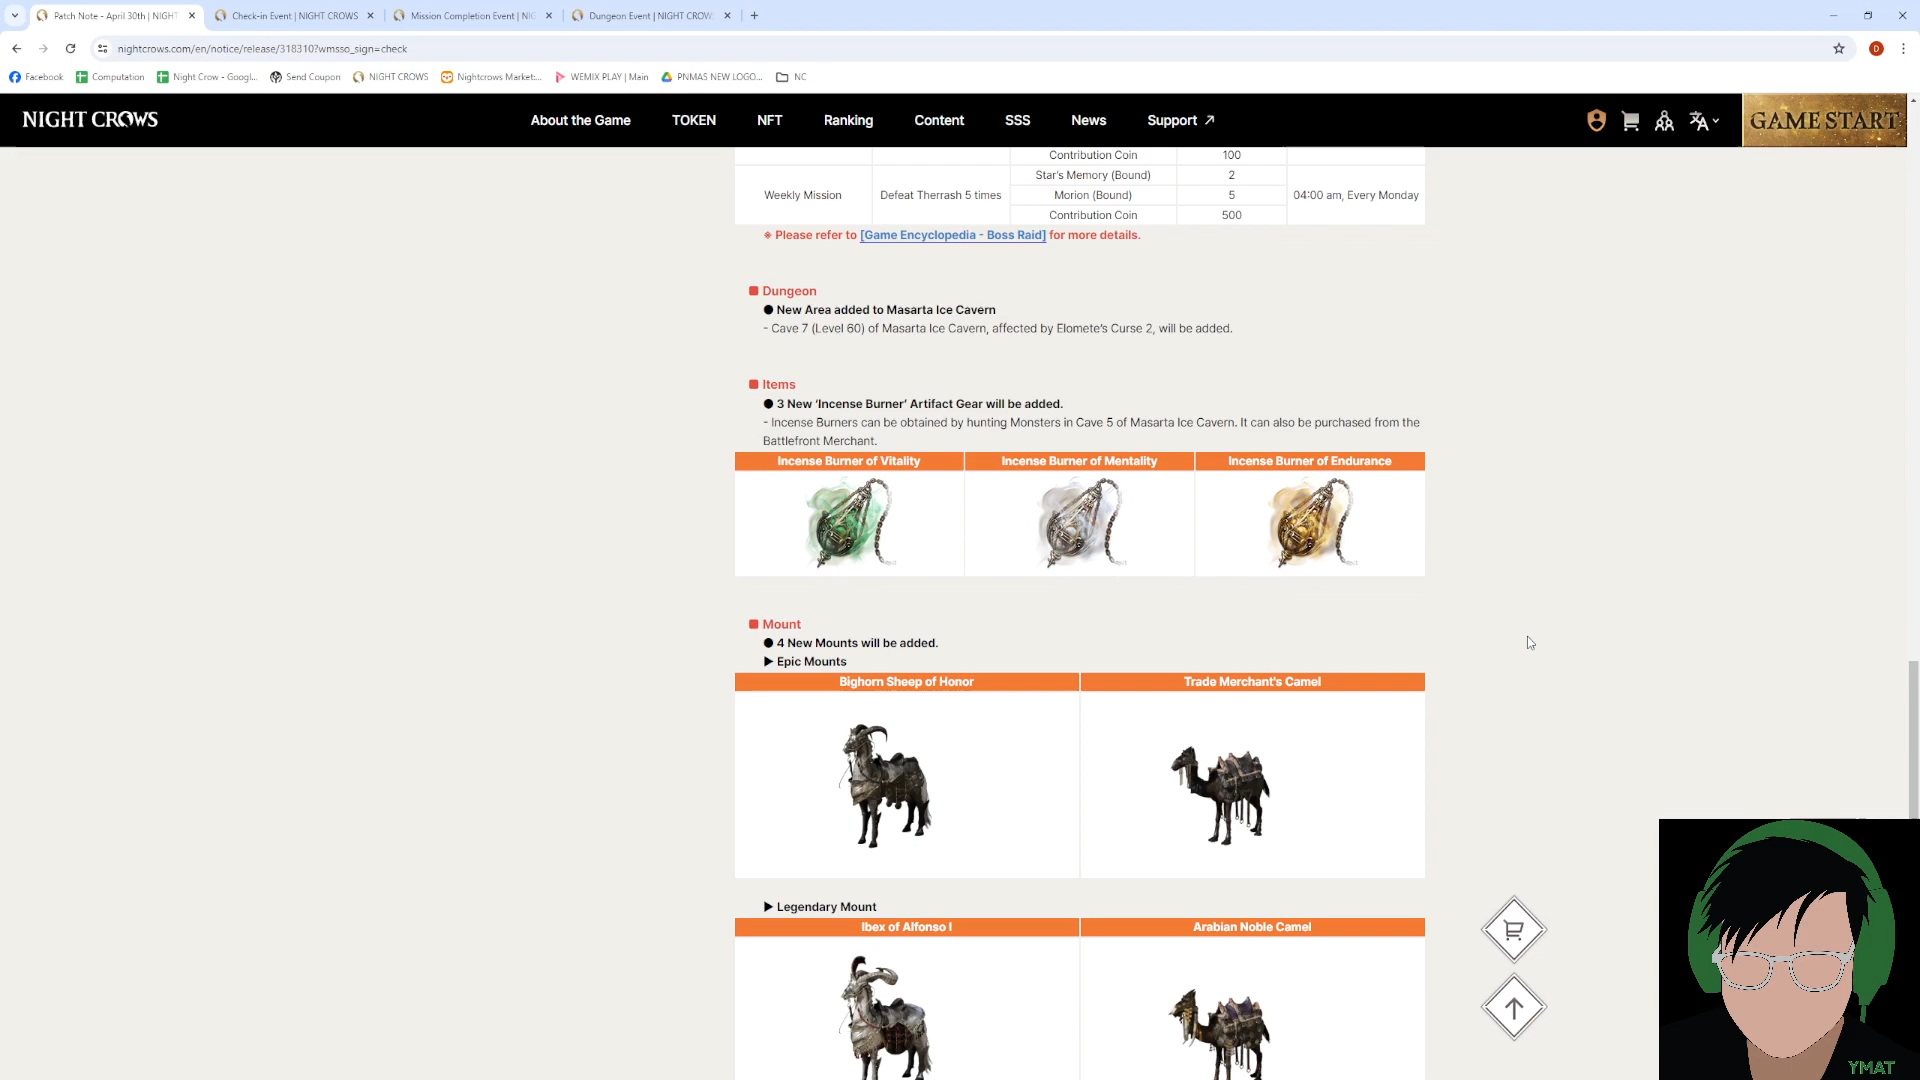 Patch Note - April 30th | NIGHT
Check-in Event | NIGHT CROWS
Mission Completion Event | NIG
Dungeon Event | NIGHT CROW
nightcrows.com/en/notice/release/318310?wmsso_sign=check
D
Facebook
Computation
Night Crow - Googl...
Send Coupon
NIGHT CROWS
Nightcrows Market:...
WEMIX PLAY | Main
PNMAS NEW LOGO...
NC
NIGHT CROWS
About the Game
TOKEN
NFT
Ranking
Content
SSS
News
Support
GAME START
Contribution Coin 100
Star's Memory (Bound) 2
Weekly Mission Defeat Therrash 5 times Morion (Bound) 5 04:00 am, Every Monday
Contribution Coin 500
※ Please refer to [Game Encyclopedia - Boss Raid] for more details.
■ Dungeon
● New Area added to Masarta Ice Cavern
- Cave 7 (Level 60) of Masarta Ice Cavern, affected by Elomete's Curse 2, will be added.
■ Items
● 3 New 'Incense Burner' Artifact Gear will be added.
- Incense Burners can be obtained by hunting Monsters in Cave 5 of Masarta Ice Cavern. It can also be purchased from the
Battlefront Merchant.
Incense Burner of Vitality
Incense Burner of Mentality
Incense Burner of Endurance
■ Mount
● 4 New Mounts will be added.
▶ Epic Mounts
Bighorn Sheep of Honor
Trade Merchant's Camel
▶ Legendary Mount
Ibex of Alfonso I
Arabian Noble Camel
YMAT